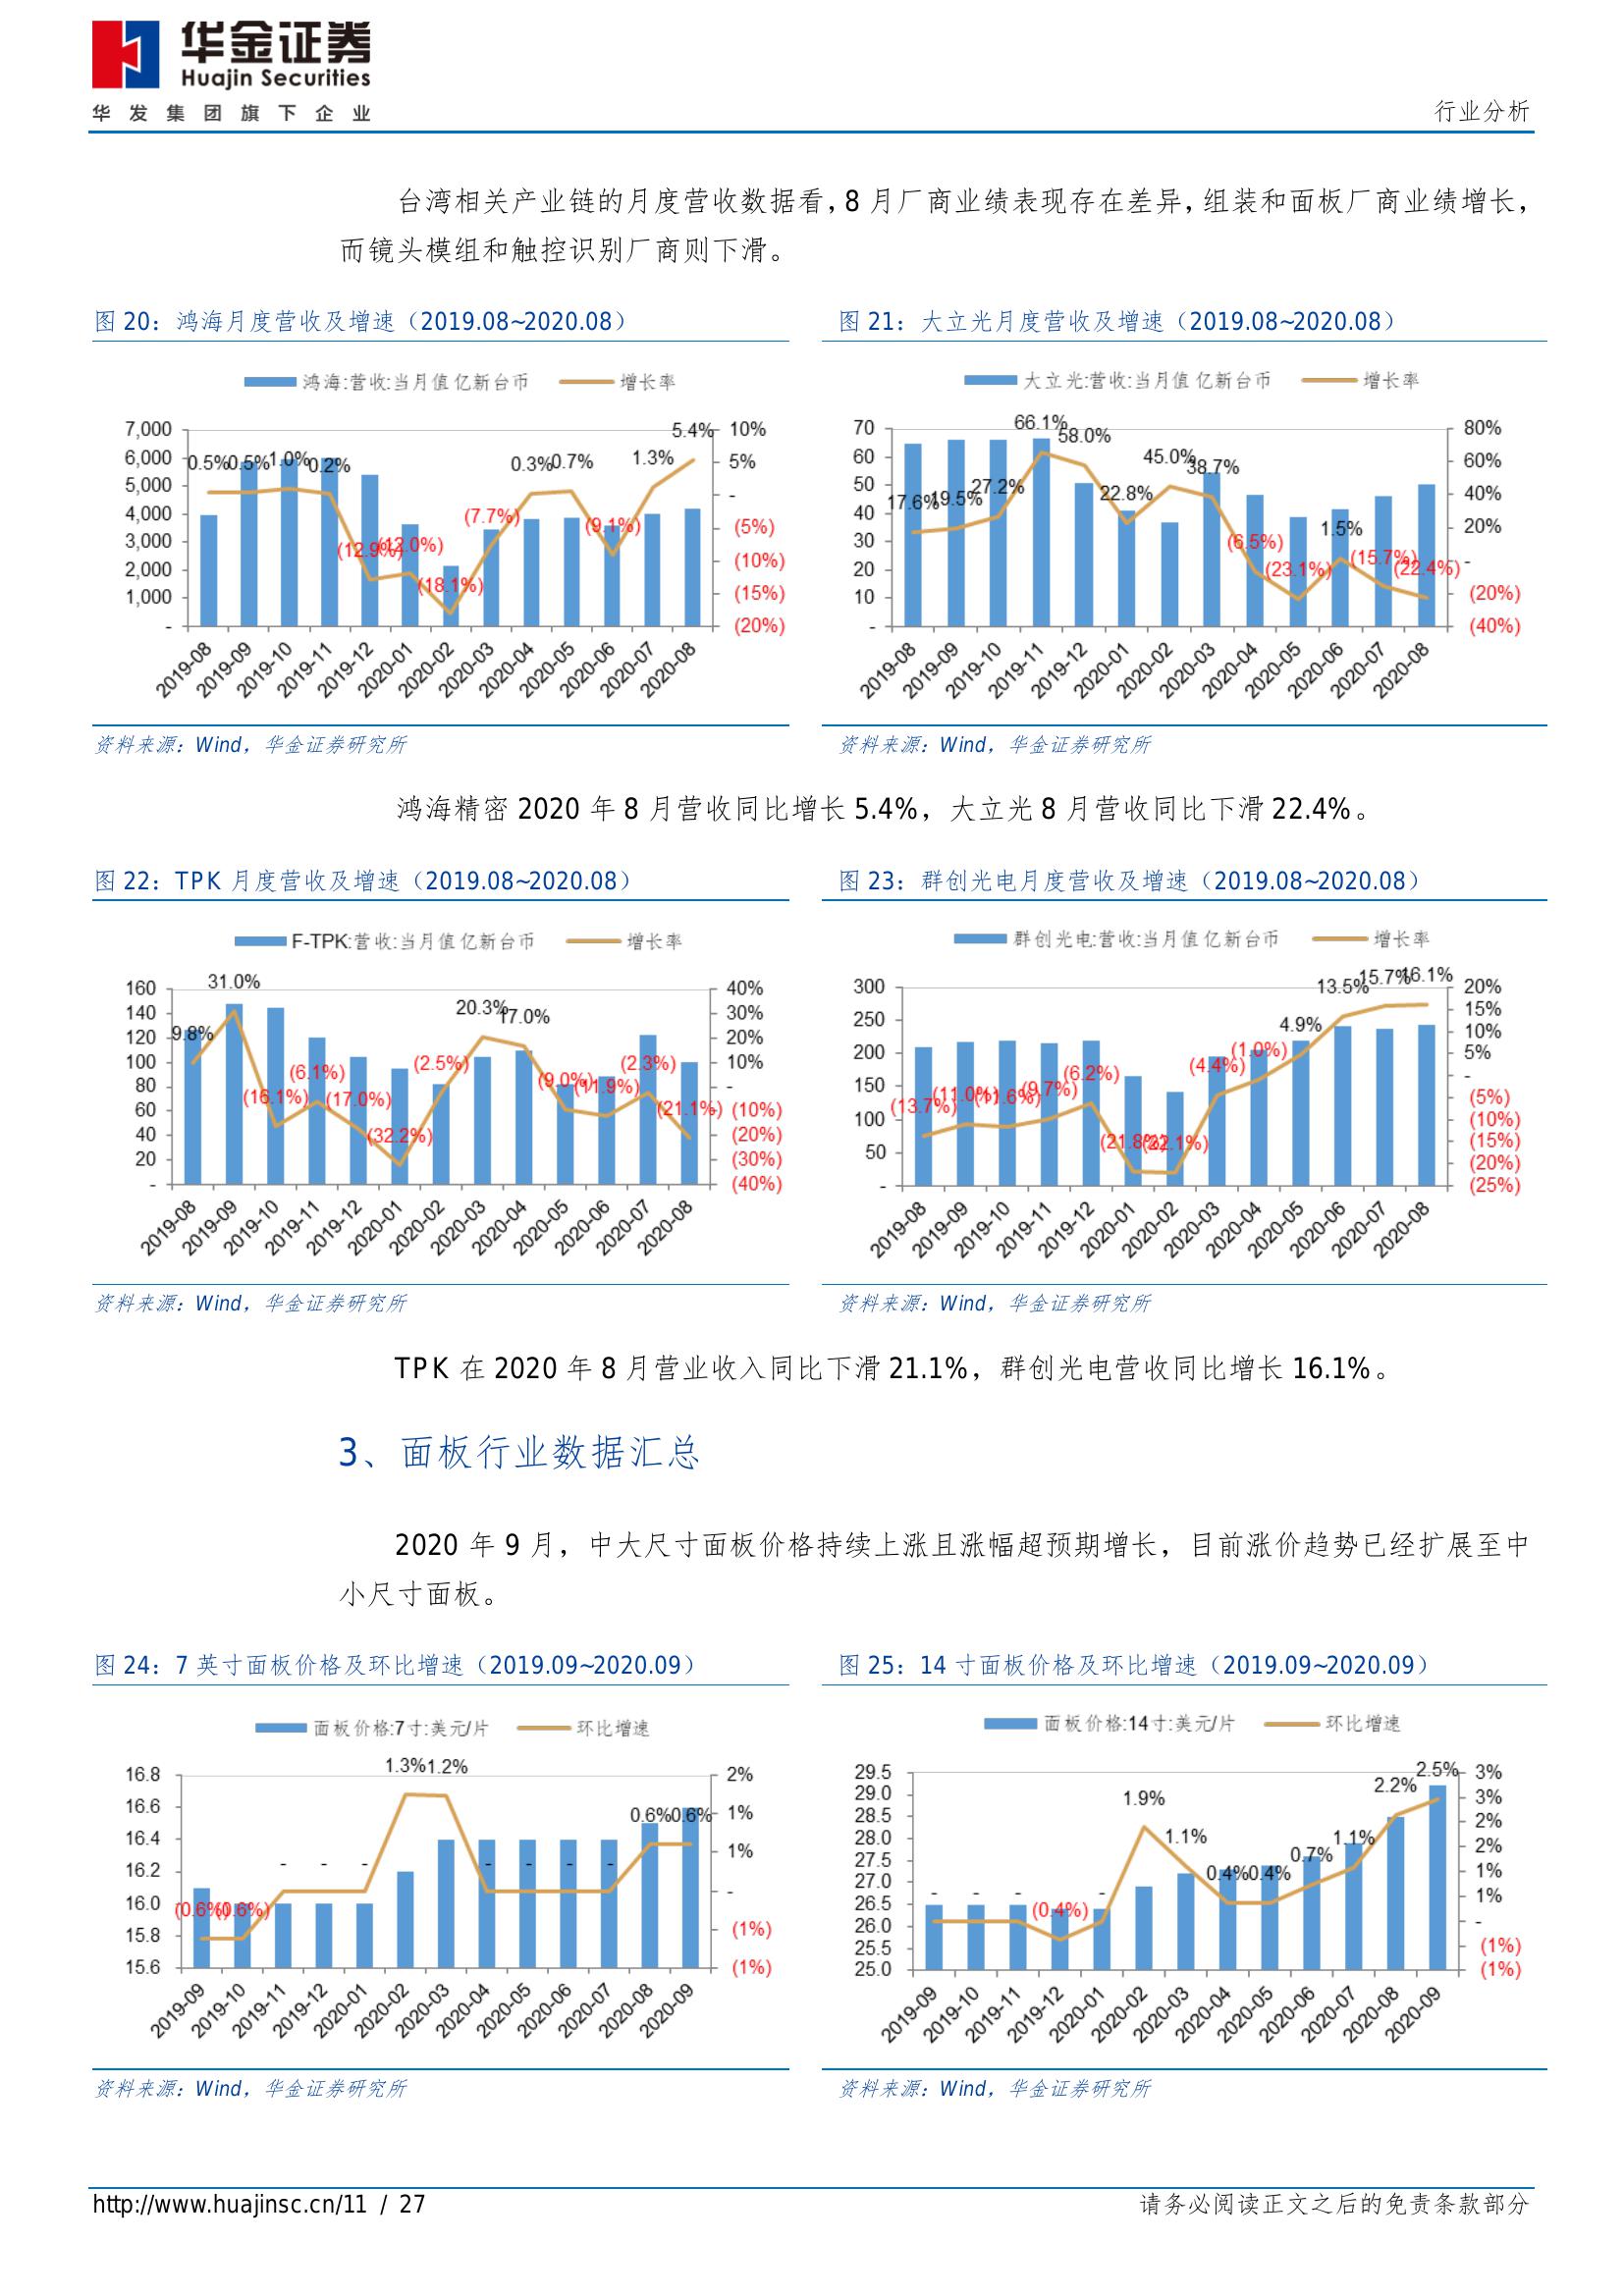 华金证券
Huajin Securities
华发集团旗下企业
行业分析
台湾相关产业链的月度营收数据看，8 月厂商业绩表现存在差异，组装和面板厂商业绩增长，
而镜头模组和触控识别厂商则下滑。
图 20：鸿海月度营收及增速（2019.08~2020.08）
鸿海:营收:当月值 亿新台币 增长率
7,000
6,000
5,000
4,000
3,000
2,000
1,000
-
0.5% 0.5% 1.0% 0.2% (12.9%) (12.0%) (18.1%) (7.7%) 0.3% 0.7% (9.1%) 1.3% 5.4%
10%
5%
-
(5%)
(10%)
(15%)
(20%)
2019-08 2019-09 2019-10 2019-11 2019-12 2020-01 2020-02 2020-03 2020-04 2020-05 2020-06 2020-07 2020-08
资料来源：Wind，华金证券研究所
图 21：大立光月度营收及增速（2019.08~2020.08）
大立光:营收:当月值 亿新台币 增长率
70
60
50
40
30
20
10
-
17.6% 19.5% 27.2% 66.1% 58.0% 22.8% 45.0% 38.7% (6.5%) (23.1%) 1.5% (15.7%) (22.4%)
80%
60%
40%
20%
-
(20%)
(40%)
2019-08 2019-09 2019-10 2019-11 2019-12 2020-01 2020-02 2020-03 2020-04 2020-05 2020-06 2020-07 2020-08
资料来源：Wind，华金证券研究所
鸿海精密 2020 年 8 月营收同比增长 5.4%，大立光 8 月营收同比下滑 22.4%。
图 22：TPK 月度营收及增速（2019.08~2020.08）
F-TPK:营收:当月值 亿新台币 增长率
160
140
120
100
80
60
40
20
-
9.8% 31.0% (16.1%) (6.1%) (17.0%) (32.2%) (2.5%) 20.3% 17.0% (9.0%) (11.9%) (2.3%) (21.1%)
40%
30%
20%
10%
-
(10%)
(20%)
(30%)
(40%)
2019-08 2019-09 2019-10 2019-11 2019-12 2020-01 2020-02 2020-03 2020-04 2020-05 2020-06 2020-07 2020-08
资料来源：Wind，华金证券研究所
图 23：群创光电月度营收及增速（2019.08~2020.08）
群创光电:营收:当月值 亿新台币 增长率
300
250
200
150
100
50
-
(13.7%) (11.0%) (11.6%) (9.7%) (6.2%) (21.8%) (22.1%) (4.4%) (1.0%) 4.9% 13.5% 15.7% 16.1%
20%
15%
10%
5%
-
(5%)
(10%)
(15%)
(20%)
(25%)
2019-08 2019-09 2019-10 2019-11 2019-12 2020-01 2020-02 2020-03 2020-04 2020-05 2020-06 2020-07 2020-08
资料来源：Wind，华金证券研究所
TPK 在 2020 年 8 月营业收入同比下滑 21.1%，群创光电营收同比增长 16.1%。
3、面板行业数据汇总
2020 年 9 月，中大尺寸面板价格持续上涨且涨幅超预期增长，目前涨价趋势已经扩展至中
小尺寸面板。
图 24：7 英寸面板价格及环比增速（2019.09~2020.09）
面板价格:7寸:美元/片 环比增速
16.8
16.6
16.4
16.2
16.0
15.8
15.6
(0.6%) (0.6%) - - - 1.3% 1.2% - - - - 0.6% 0.6%
2%
1%
1%
-
(1%)
(1%)
2019-09 2019-10 2019-11 2019-12 2020-01 2020-02 2020-03 2020-04 2020-05 2020-06 2020-07 2020-08 2020-09
资料来源：Wind，华金证券研究所
图 25：14 寸面板价格及环比增速（2019.09~2020.09）
面板价格:14寸:美元/片 环比增速
29.5
29.0
28.5
28.0
27.5
27.0
26.5
26.0
25.5
25.0
- - - (0.4%) - 1.9% 1.1% 0.4% 0.4% 0.7% 1.1% 2.2% 2.5%
3%
3%
2%
2%
1%
1%
-
(1%)
(1%)
2019-09 2019-10 2019-11 2019-12 2020-01 2020-02 2020-03 2020-04 2020-05 2020-06 2020-07 2020-08 2020-09
资料来源：Wind，华金证券研究所
http://www.huajinsc.cn/11 / 27
请务必阅读正文之后的免责条款部分